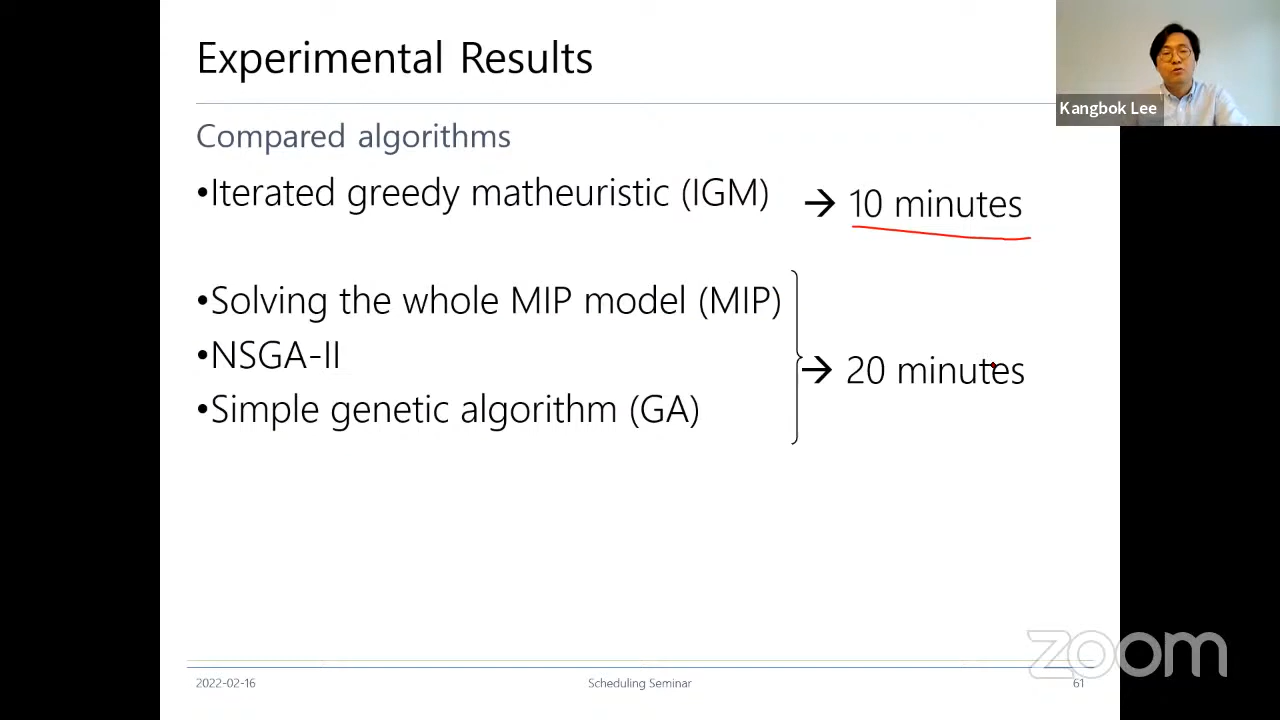 Experimental Results
Kangbok Lee
Compared algorithms
•Iterated greedy matheuristic (IGM)
→ 10 minutes
•Solving the whole MIP model (MIP)
•NSGA-II
→ 20 minutes
•Simple genetic algorithm (GA)
zoom
2022-02-16
Scheduling Seminar
61